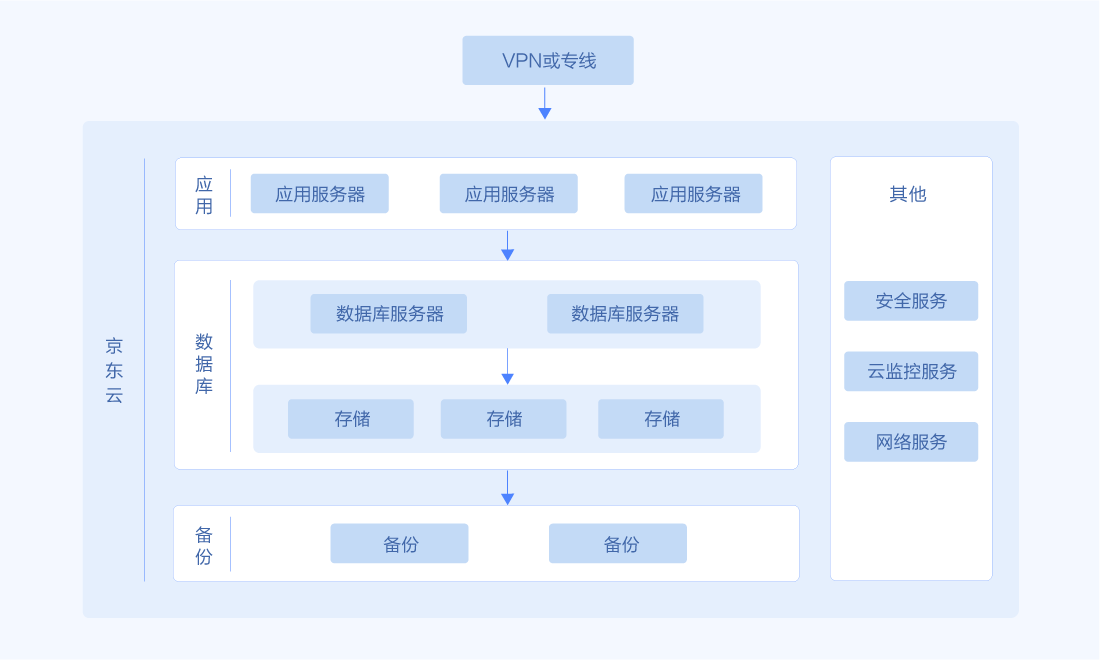 VPN或专线
京东云
应用
应用服务器
应用服务器
应用服务器
数据库
数据库服务器
数据库服务器
存储
存储
存储
备份
备份
备份
其他
安全服务
云监控服务
网络服务